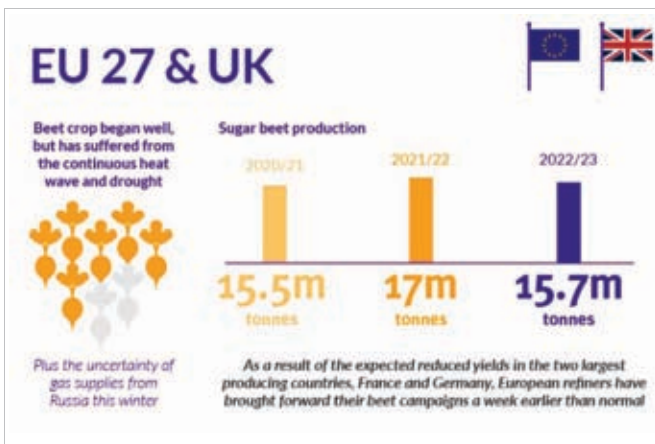 EU 27 & UK
Beet crop began well,
but has suffered from
the continuous heat
wave and drought
Plus the uncertainty of
gas supplies from
Russia this winter
Sugar beet production
2020/21
2021/22
2022/23
15.5m
tonnes
17m
tonnes
15.7m
tonnes
As a result of the expected reduced yields in the two largest
producing countries, France and Germany, European refiners have
brought forward their beet campaigns a week earlier than normal